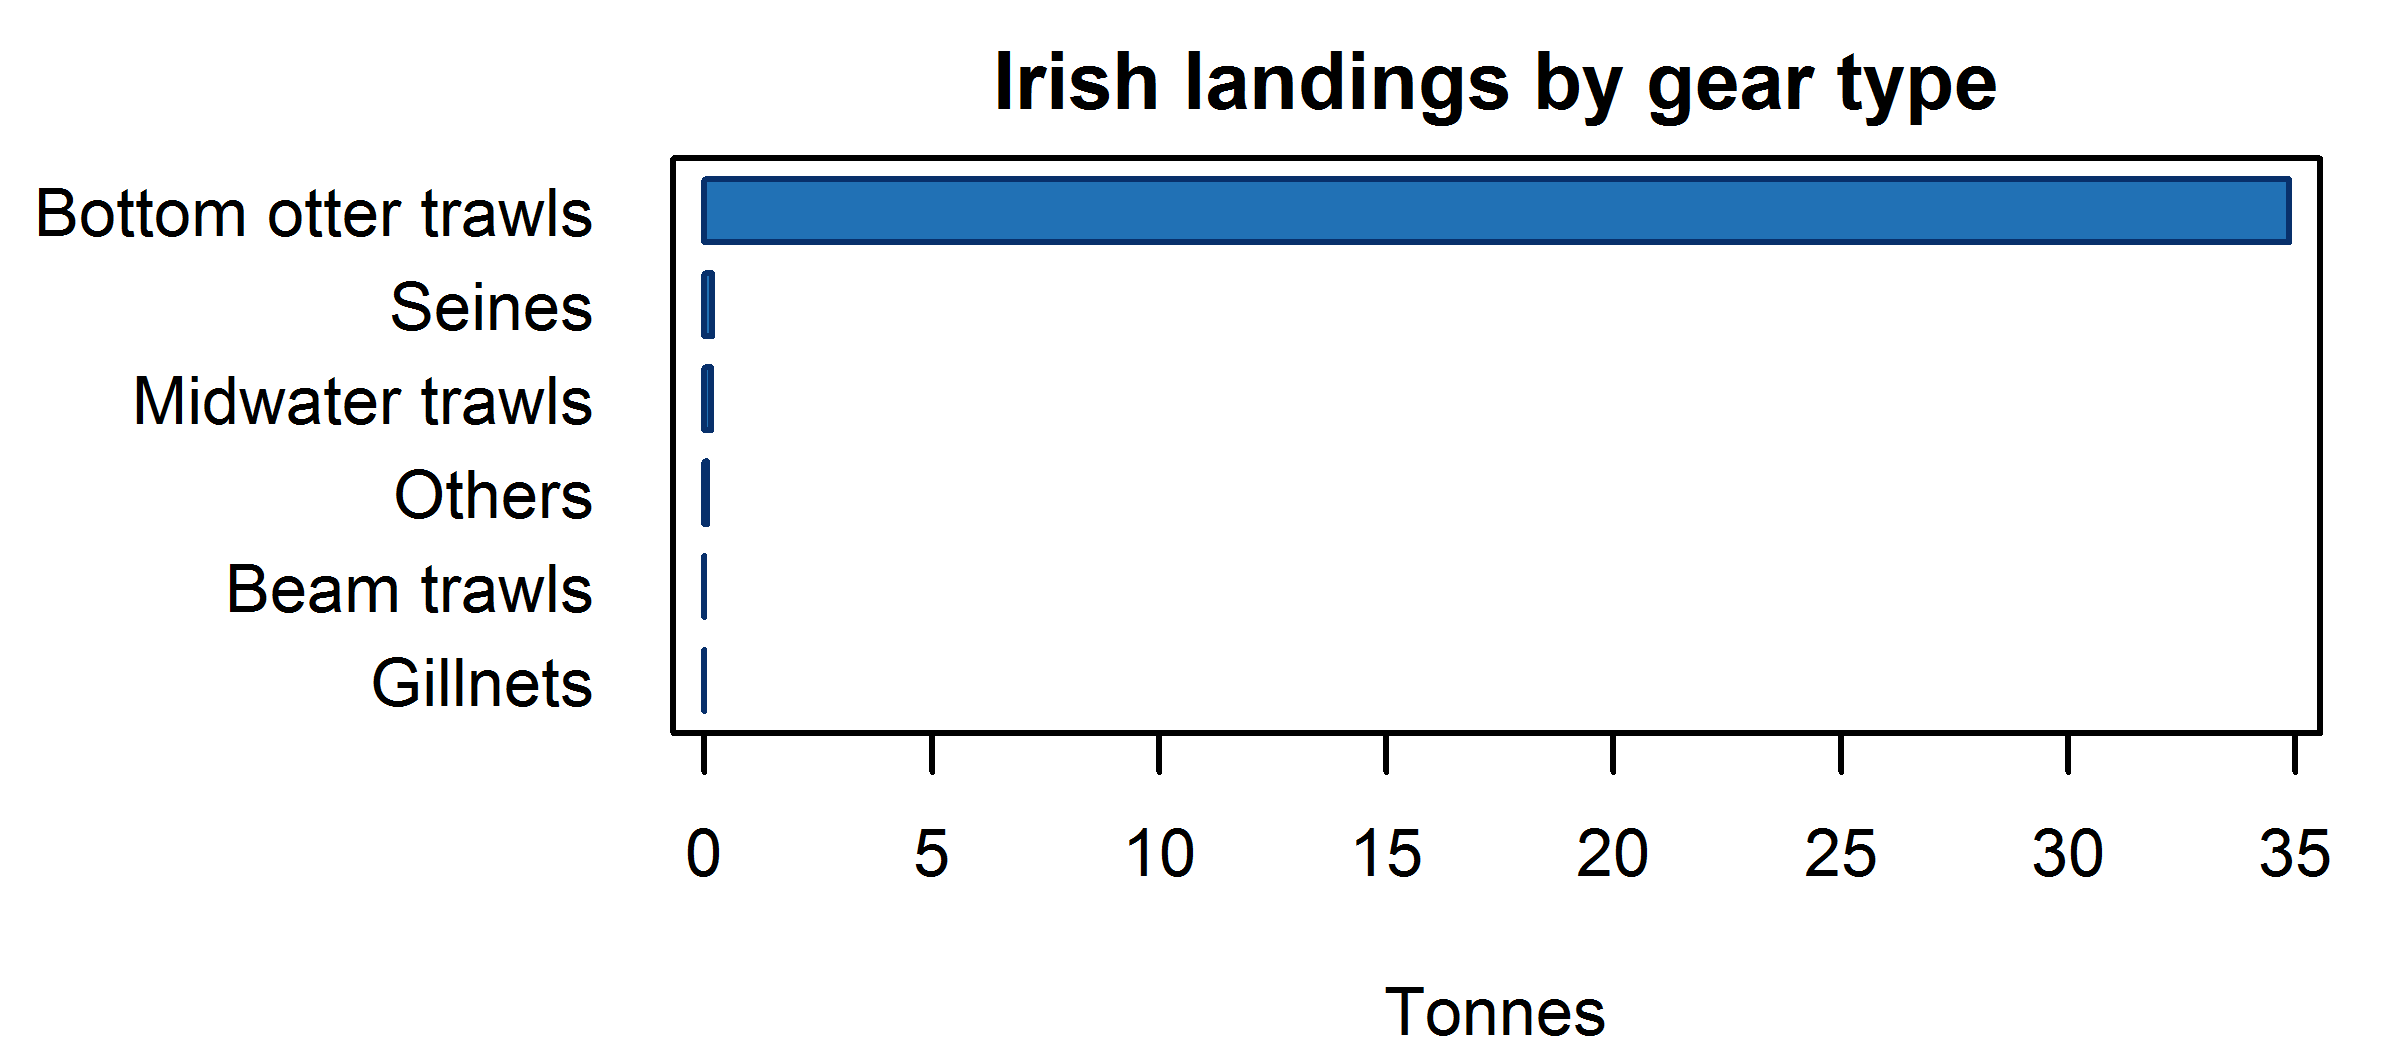 Irish landings by gear type
Bottom otter trawls
Seines
Midwater trawls
Others
Beam trawls
Gillnets
0 5 10 15 20 25 30 35
Tonnes